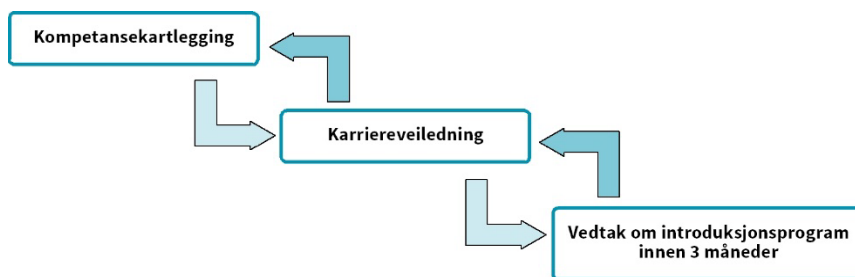 Kompetansekartlegging
Karriereveiledning
Vedtak om introduksjonsprogram
innen 3 måneder